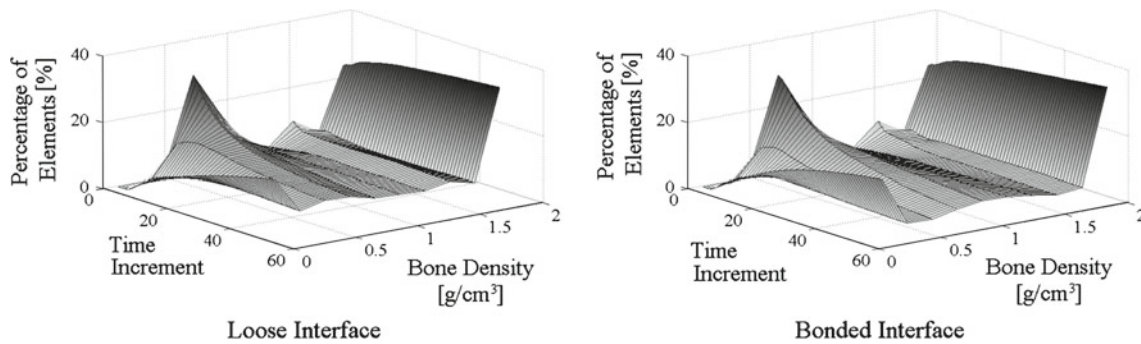 Percentage of
Elements [%]
40
20
0
0
20
40
60
Time
Increment
0
0.5
1
1.5
2
Bone Density
[g/cm³]
Loose Interface
Percentage of
Elements [%]
40
20
0
0
20
40
60
Time
Increment
0
0.5
1
1.5
2
Bone Density
[g/cm³]
Bonded Interface